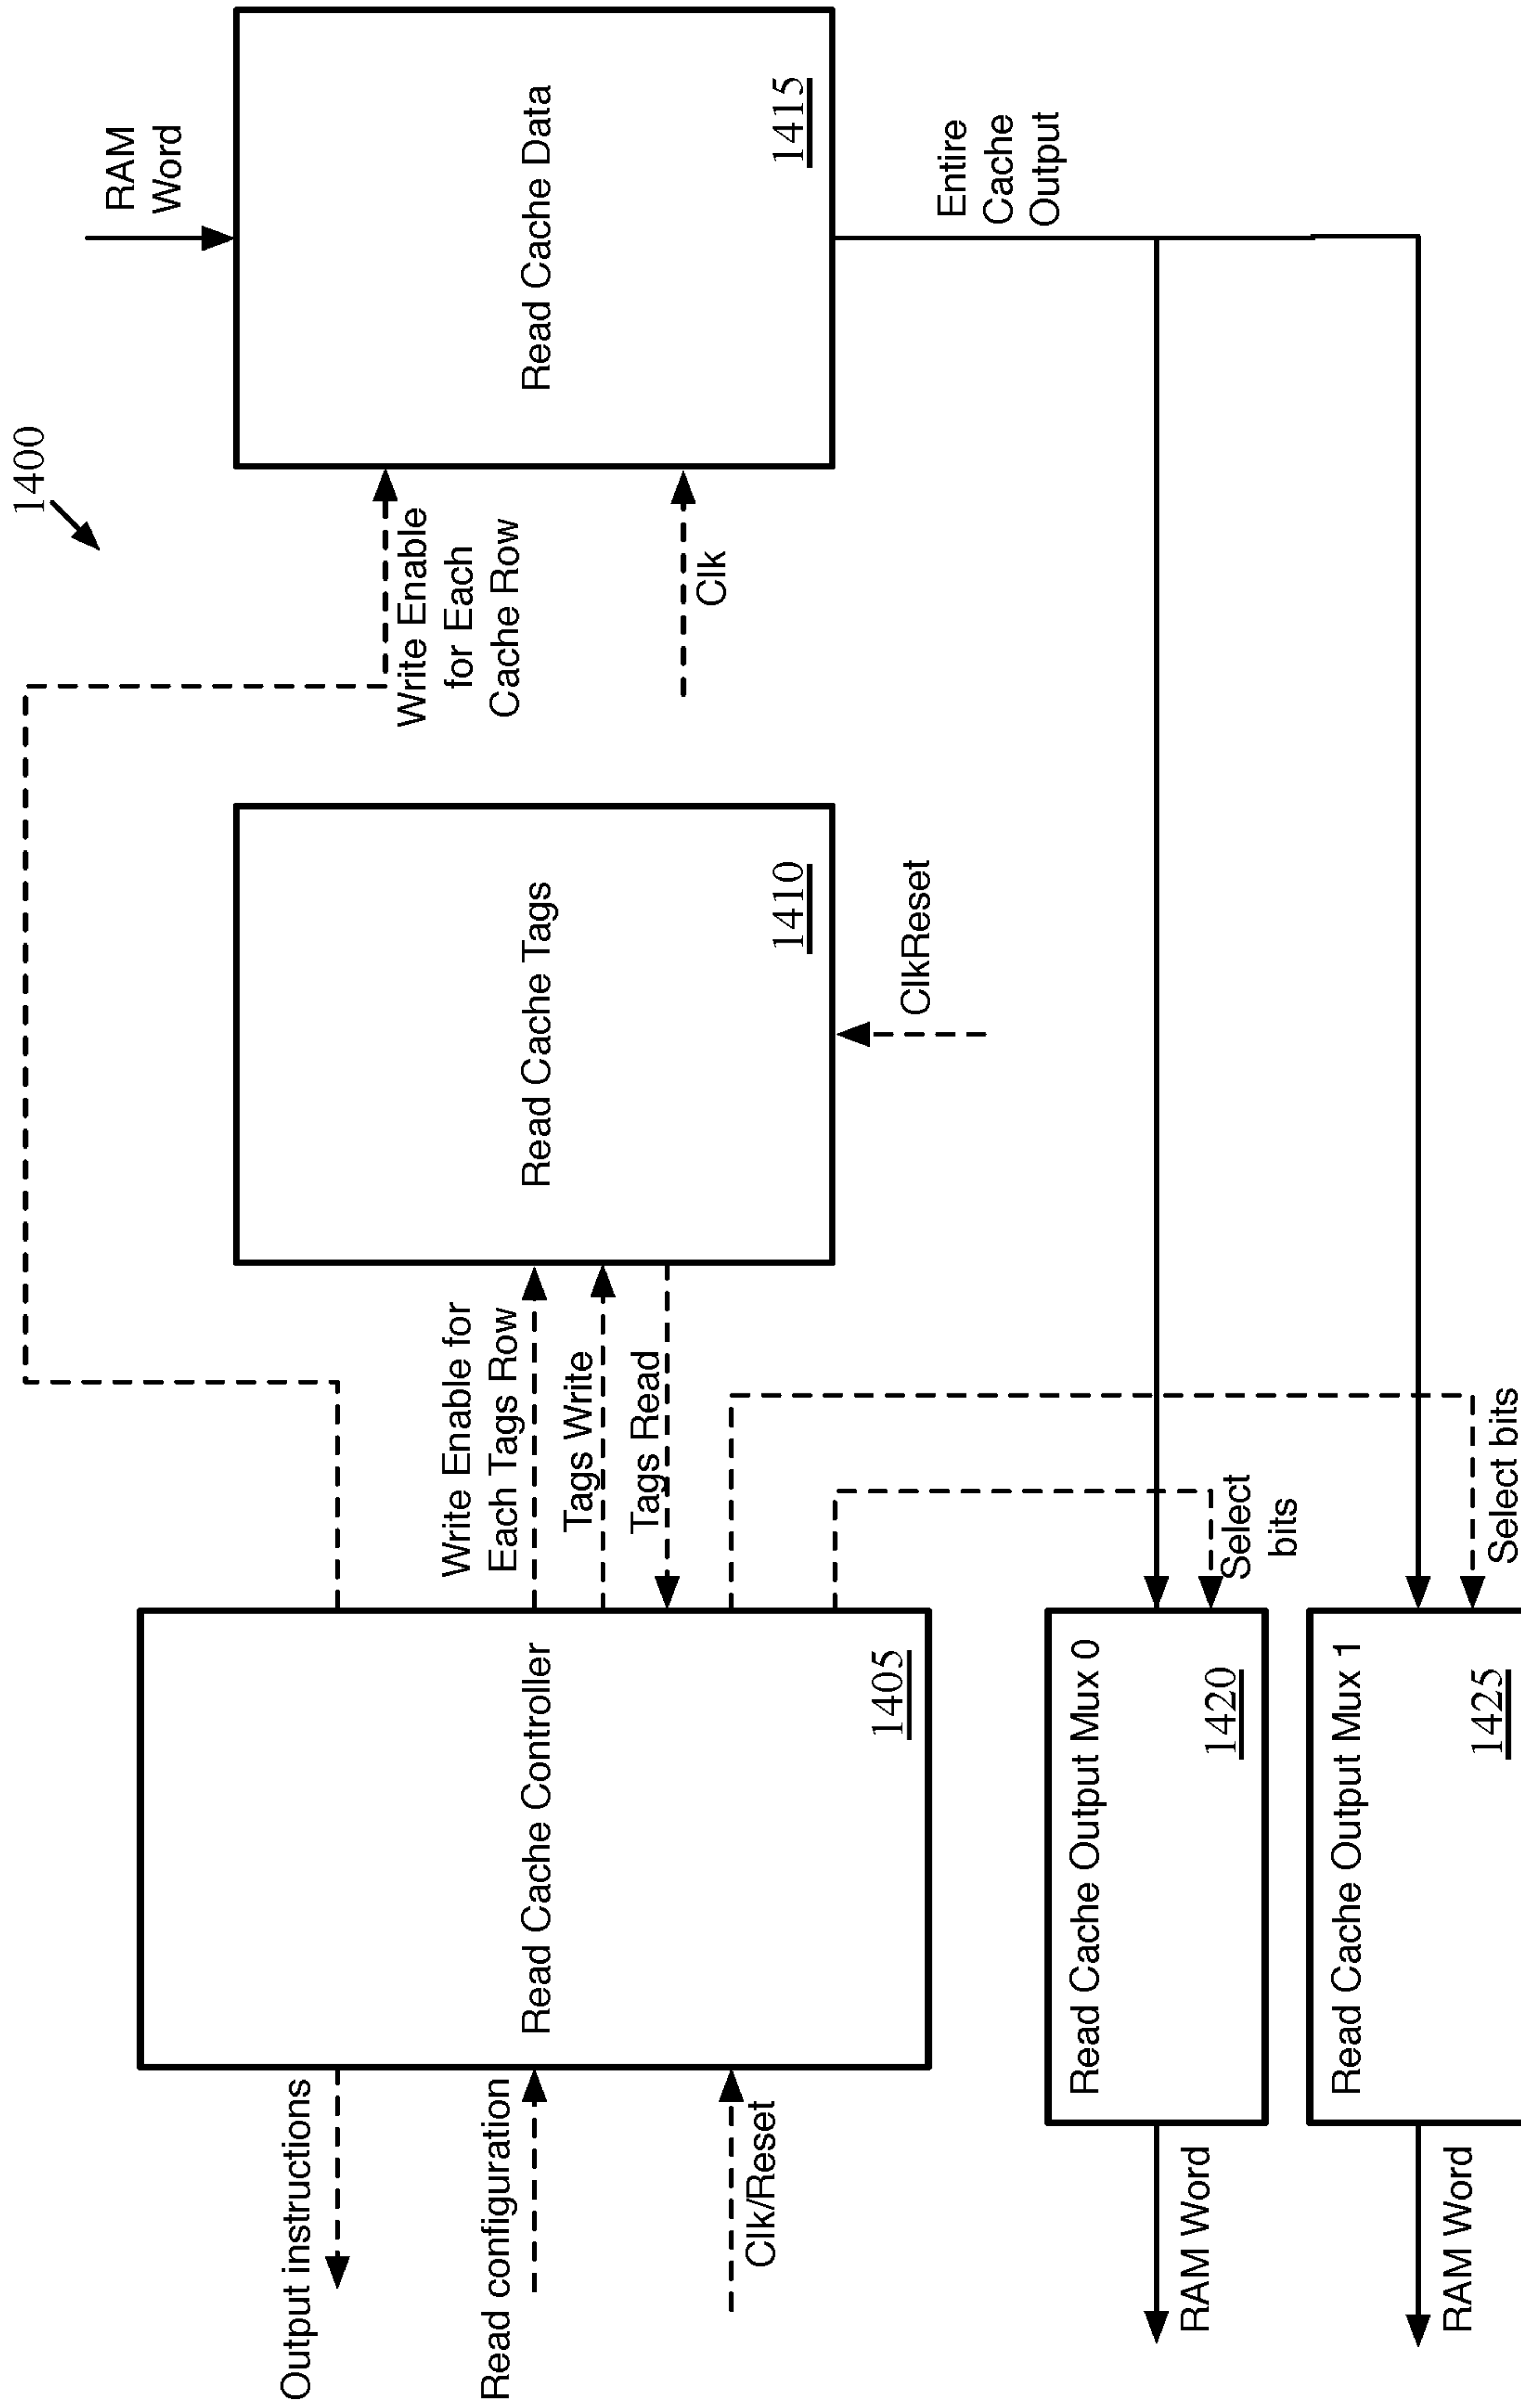 1400
RAM
Word
Read Cache Data
1415
Write Enable
for Each
Cache Row
Clk
Entire
Cache
Output
Read Cache Tags
1410
ClkReset
Write Enable for
Each Tags Row
Tags Write
Tags Read
Read Cache Controller
1405
Output instructions
Read configuration
Clk/Reset
Select
bits
Select bits
Read Cache Output Mux 0
1420
RAM Word
Read Cache Output Mux 1
1425
RAM Word